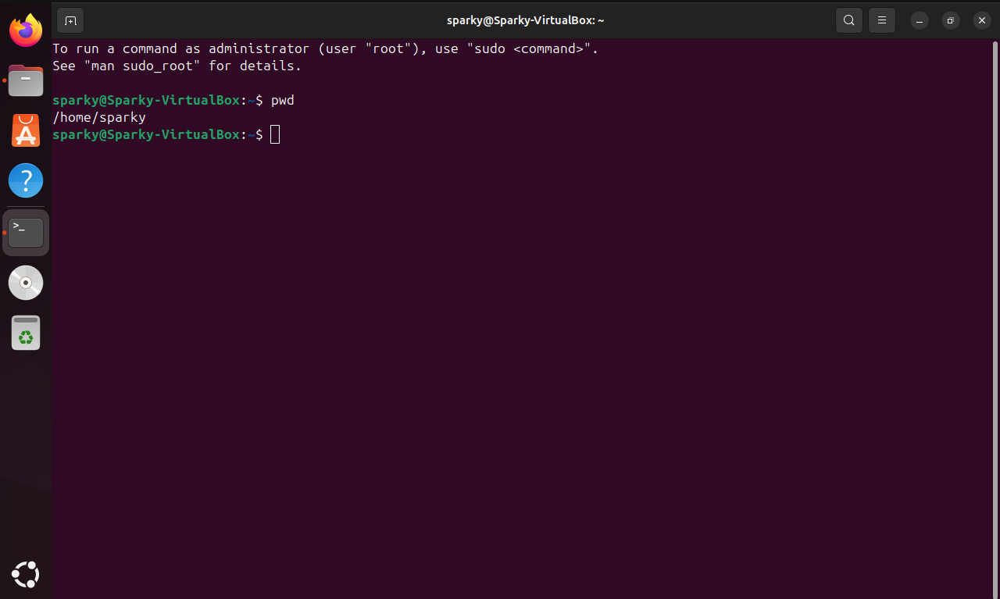 sparky@Sparky-VirtualBox: ~
To run a command as administrator (user "root"), use "sudo <command>".
See "man sudo_root" for details.
sparky@Sparky-VirtualBox:~$ pwd
/home/sparky
sparky@Sparky-VirtualBox:~$